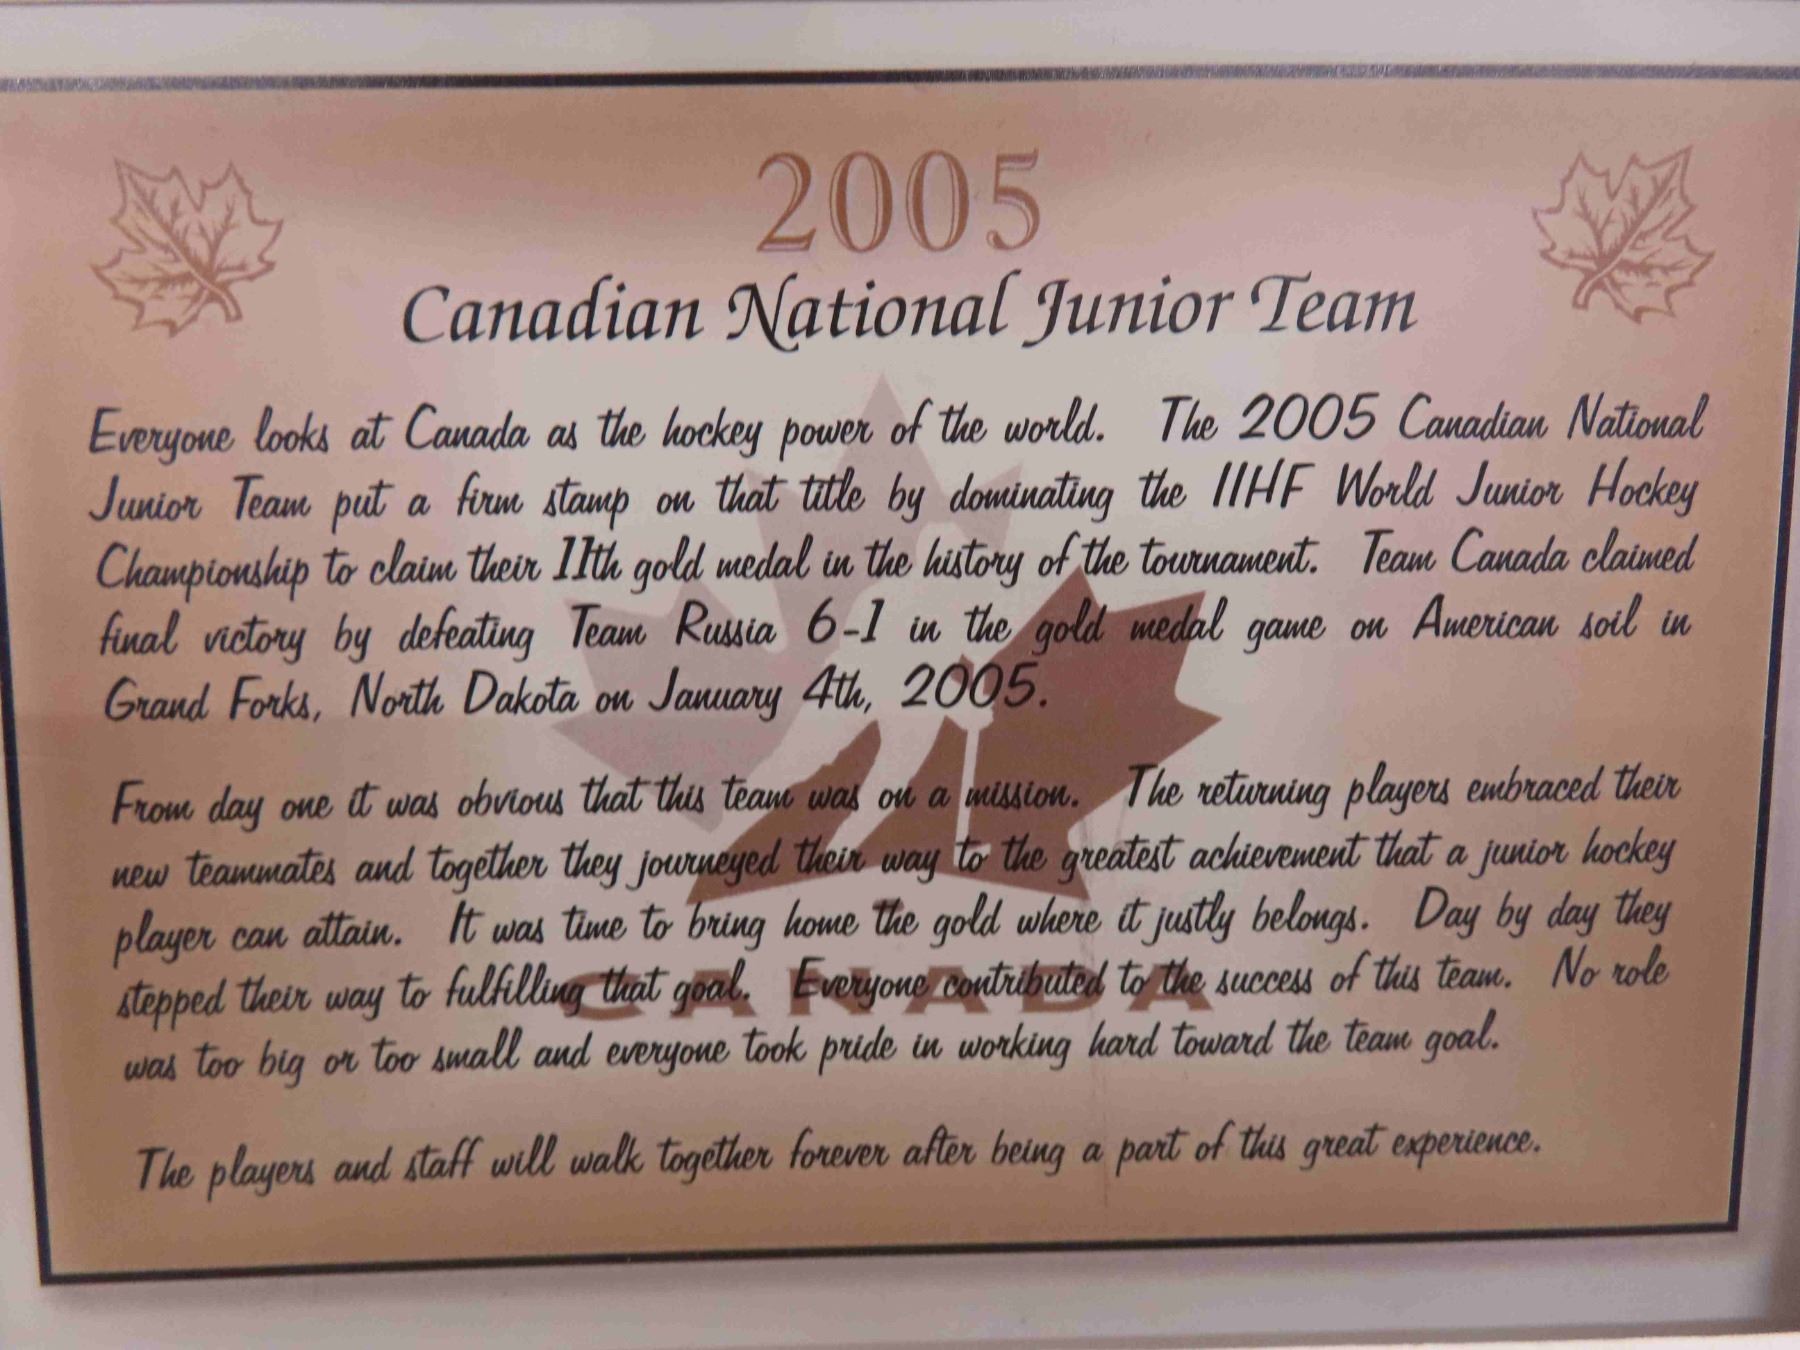 2005
Canadian National Junior Team
Everyone looks at Canada as the hockey power of the world. The 2005 Canadian National
Junior Team put a firm stamp on that title by dominating the IIHF World Junior Hockey
Championship to claim their 11th gold medal in the history of the tournament. Team Canada claimed
final victory by defeating Team Russia 6-1 in the gold medal game on American soil in
Grand Forks, North Dakota on January 4th, 2005.
From day one it was obvious that this team was on a mission. The returning players embraced their
new teammates and together they journeyed their way to the greatest achievement that a junior hockey
player can attain. It was time to bring home the gold where it justly belongs. Day by day they
stepped their way to fulfilling that goal. Everyone contributed to the success of this team. No role
CANADA
was too big or too small and everyone took pride in working hard toward the team goal.
The players and staff will walk together forever after being a part of this great experience.